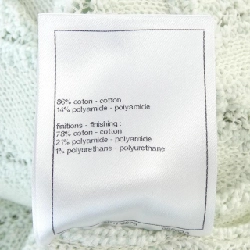 86% coton - cotton
14% polyamide - polyamide
finitions - finishing :
78% coton - cotton
21% polyamide - polyamide
1% polyurethane - polyurethane